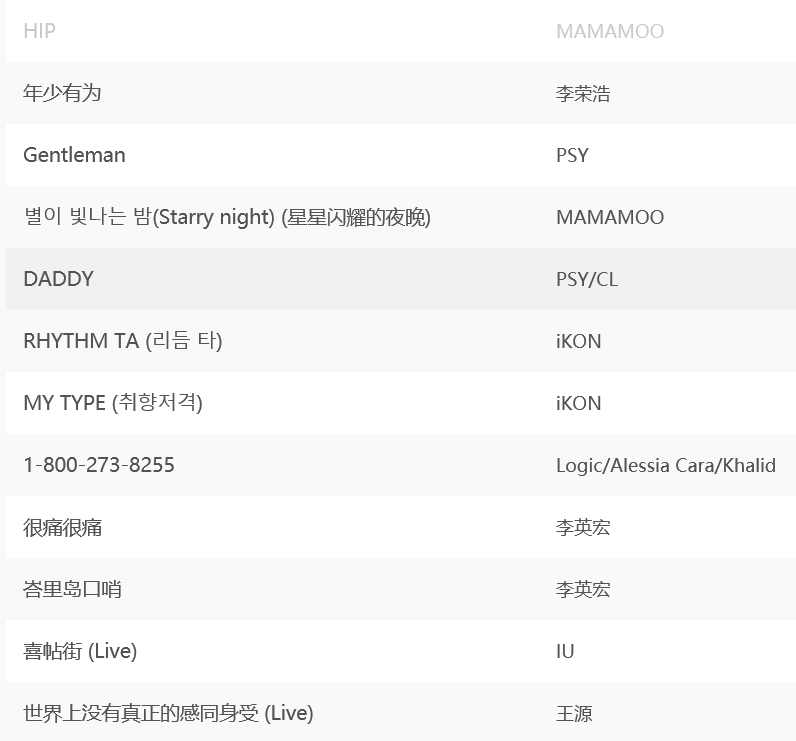 HIP MAMAMOO
年少有为 李荣浩
Gentleman PSY
별이 빛나는 밤(Starry night) (星星闪耀的夜晚) MAMAMOO
DADDY PSY/CL
RHYTHM TA (리듬 타) iKON
MY TYPE (취향저격) iKON
1-800-273-8255 Logic/Alessia Cara/Khalid
很痛很痛 李英宏
峇里岛口哨 李英宏
喜帖街 (Live) IU
世界上没有真正的感同身受 (Live) 王源